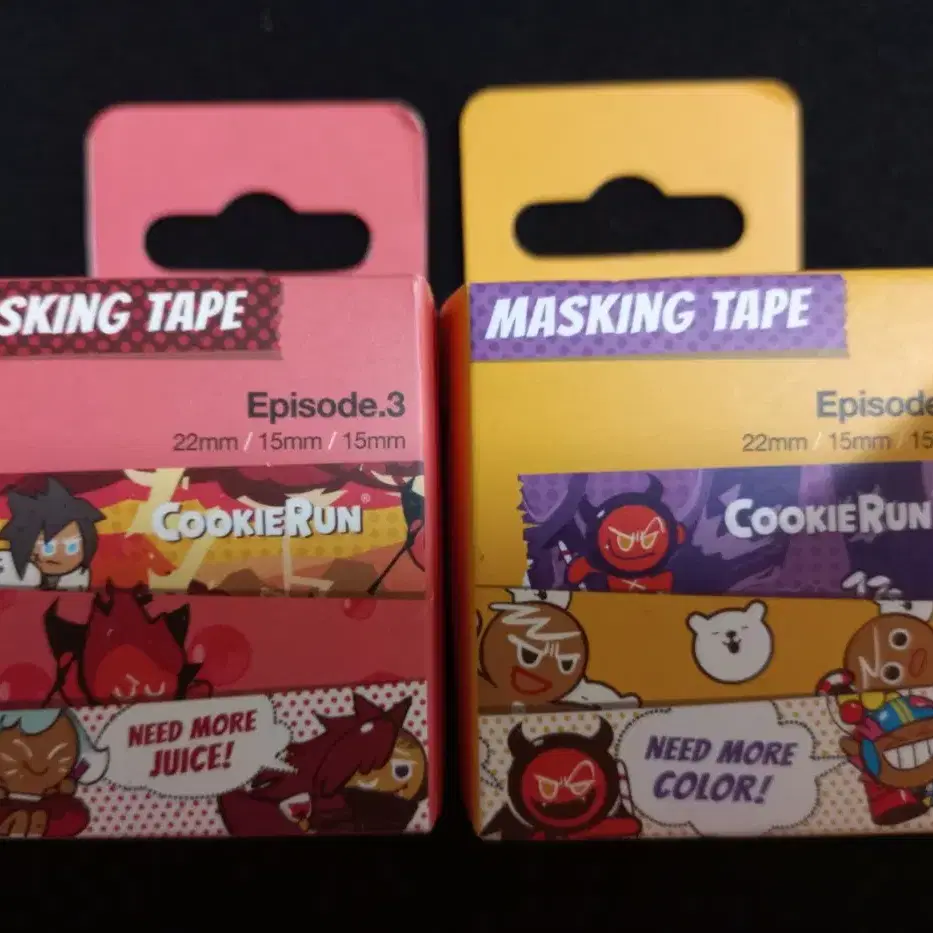 SKING TAPE
Episode.3
22mm / 15mm / 15mm
COOKIERUN®
NEED MORE
JUICE!
MASKING TAPE
Episode
22mm / 15mm / 15
COOKIERUN
NEED MORE
COLOR!